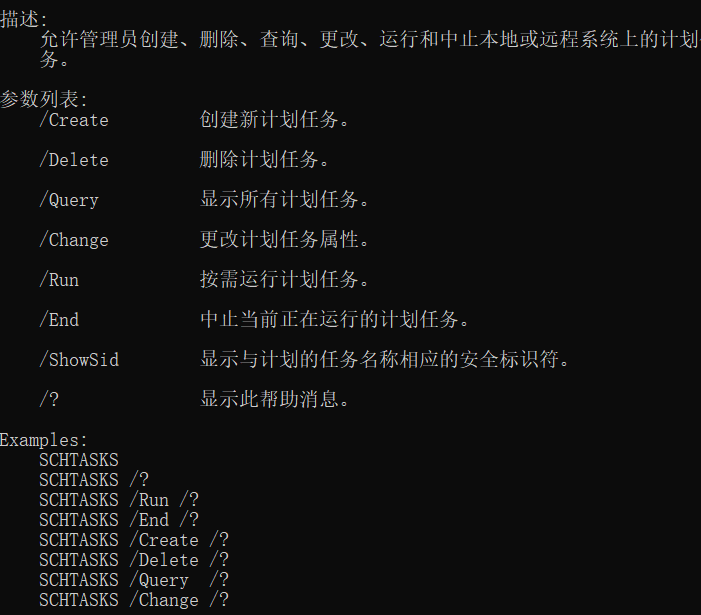 描述:
    允许管理员创建、删除、查询、更改、运行和中止本地或远程系统上的计划
    务。
参数列表:
    /Create         创建新计划任务。
    /Delete         删除计划任务。
    /Query          显示所有计划任务。
    /Change         更改计划任务属性。
    /Run            按需运行计划任务。
    /End            中止当前正在运行的计划任务。
    /ShowSid        显示与计划的任务名称相应的安全标识符。
    /?              显示此帮助消息。
Examples:
    SCHTASKS
    SCHTASKS /?
    SCHTASKS /Run /?
    SCHTASKS /End /?
    SCHTASKS /Create /?
    SCHTASKS /Delete /?
    SCHTASKS /Query  /?
    SCHTASKS /Change /?